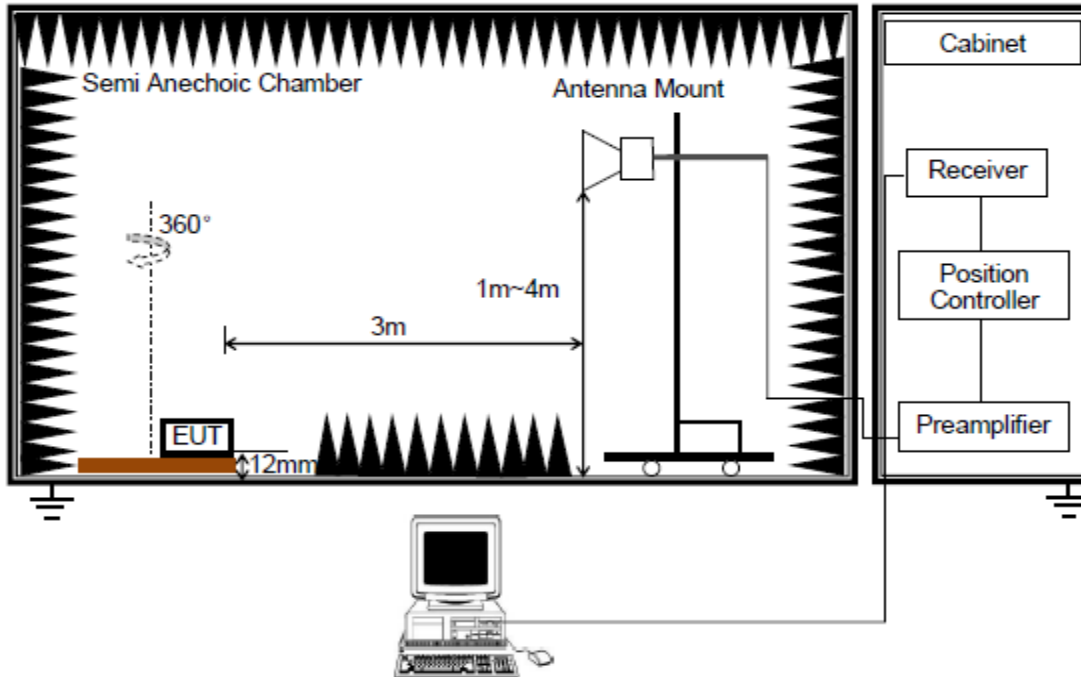 Cabinet
Semi Anechoic Chamber
Antenna Mount
Receiver
360°
1m~4m
Position
Controller
3m
EUT
12mm
Preamplifier